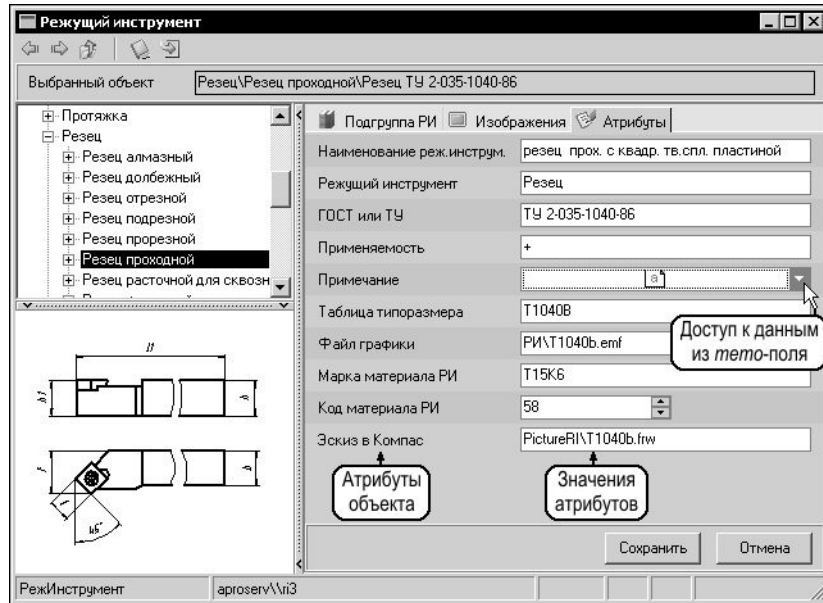 Режущий инструмент
Выбранный объект
Резец\Резец проходной\Резец ТУ 2-035-1040-86
Протяжка
Резец
Резец алмазный
Резец долбежный
Резец отрезной
Резец подрезной
Резец прорезной
Резец проходной
Резец расточной для сквозн
Подгруппа РИ Изображения Атрибуты
Наименование реж.инструм. резец прох. с квадр. тв.спл. пластиной
Режущий инструмент Резец
ГОСТ или ТУ ТУ 2-035-1040-86
Применяемость +
Примечание a
Таблица типоразмера T1040B
Файл графики РИ\T1040b.emf
Марка материала РИ T15K6
Код материала РИ 58
Эскиз в Компас PictureRI\T1040b.frw
Доступ к данным
из memo-поля
Атрибуты
объекта
Значения
атрибутов
h1
h
b
45°
Сохранить Отмена
РежИнструмент aproserv\\ri3